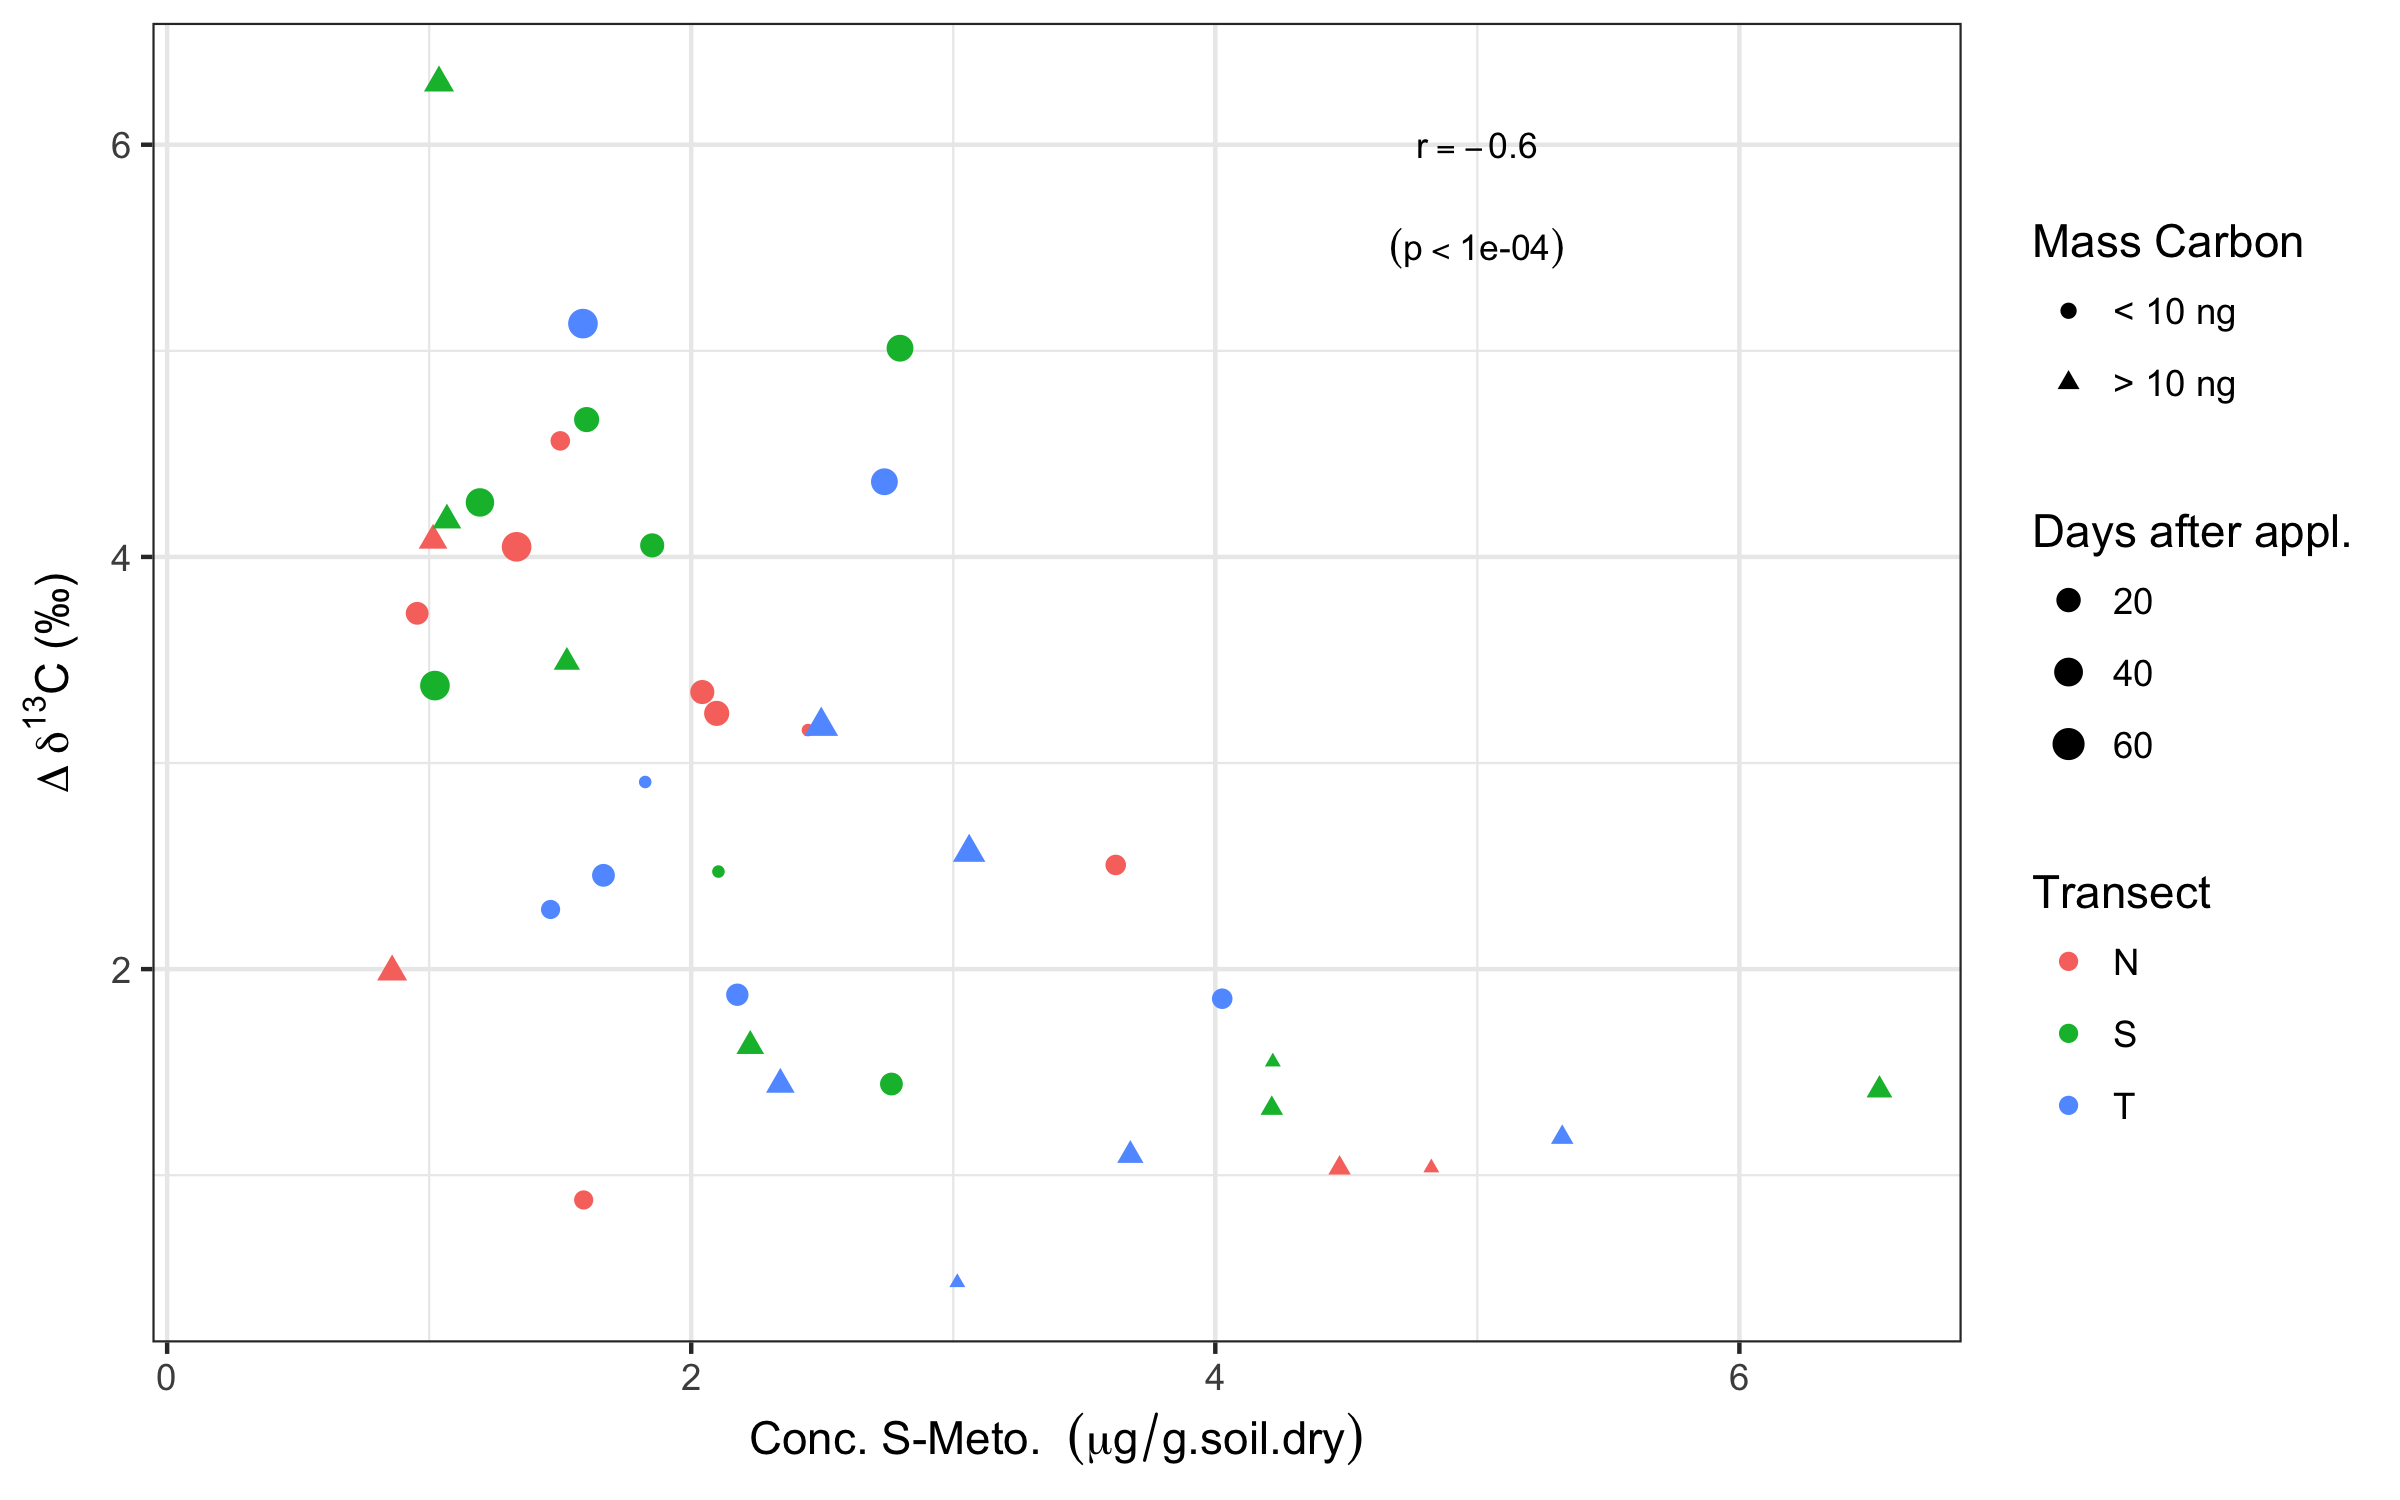 r = −0.6
(p < 1e-04)
6
4
2
Δ δ¹³C (‰)
0 2 4 6
Conc. S-Meto. (μg/g.soil.dry)
Mass Carbon
< 10 ng
> 10 ng
Days after appl.
20
40
60
Transect
N
S
T